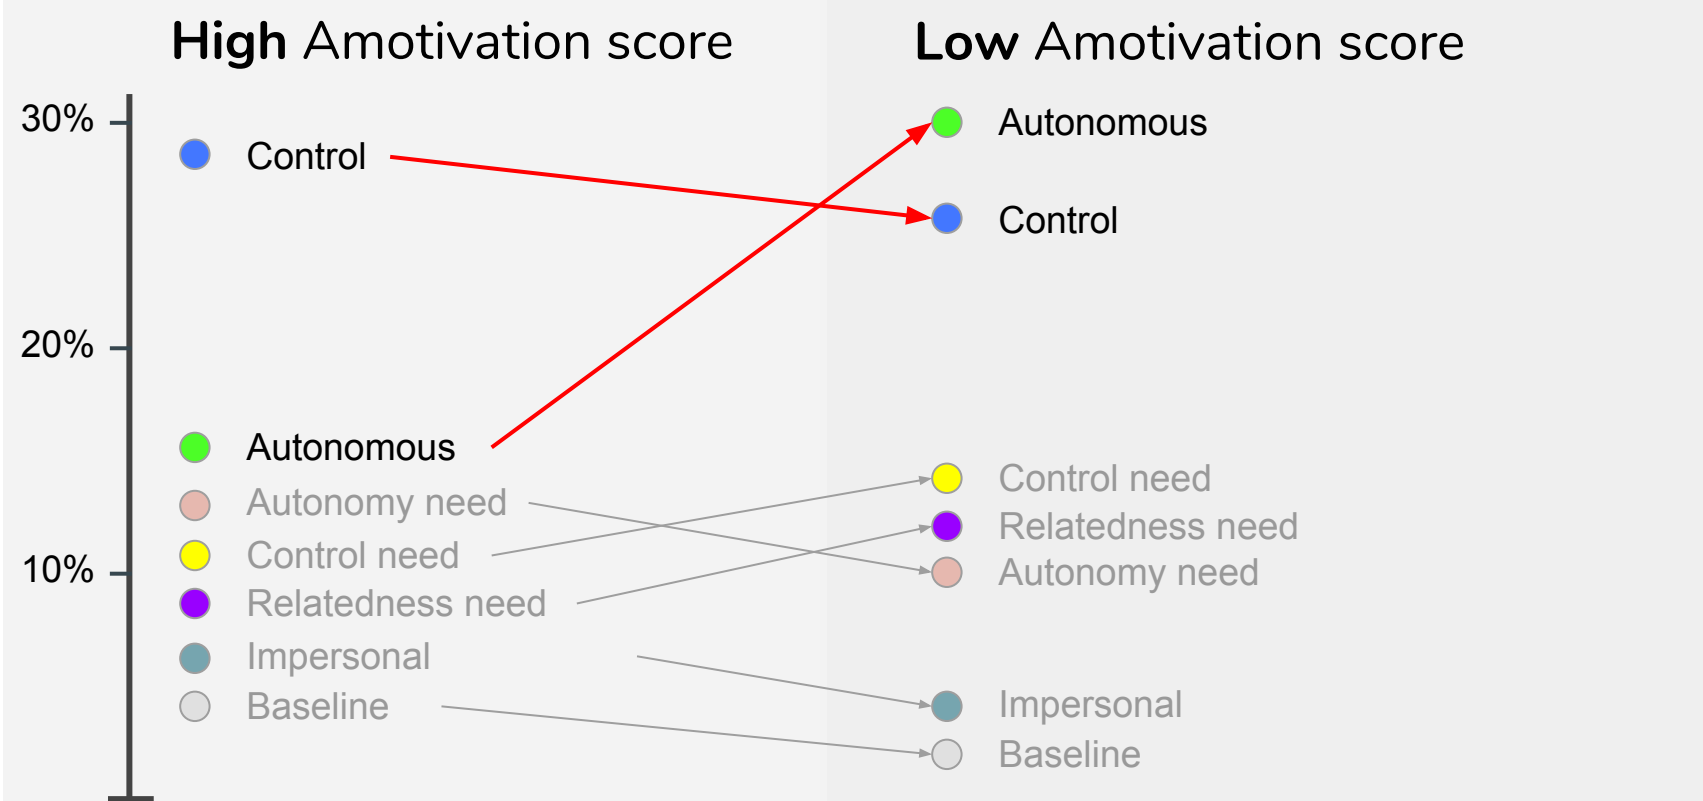 High Amotivation score
Low Amotivation score
30%
20%
10%
Control
Autonomous
Autonomy need
Control need
Relatedness need
Impersonal
Baseline
Autonomous
Control
Control need
Relatedness need
Autonomy need
Impersonal
Baseline